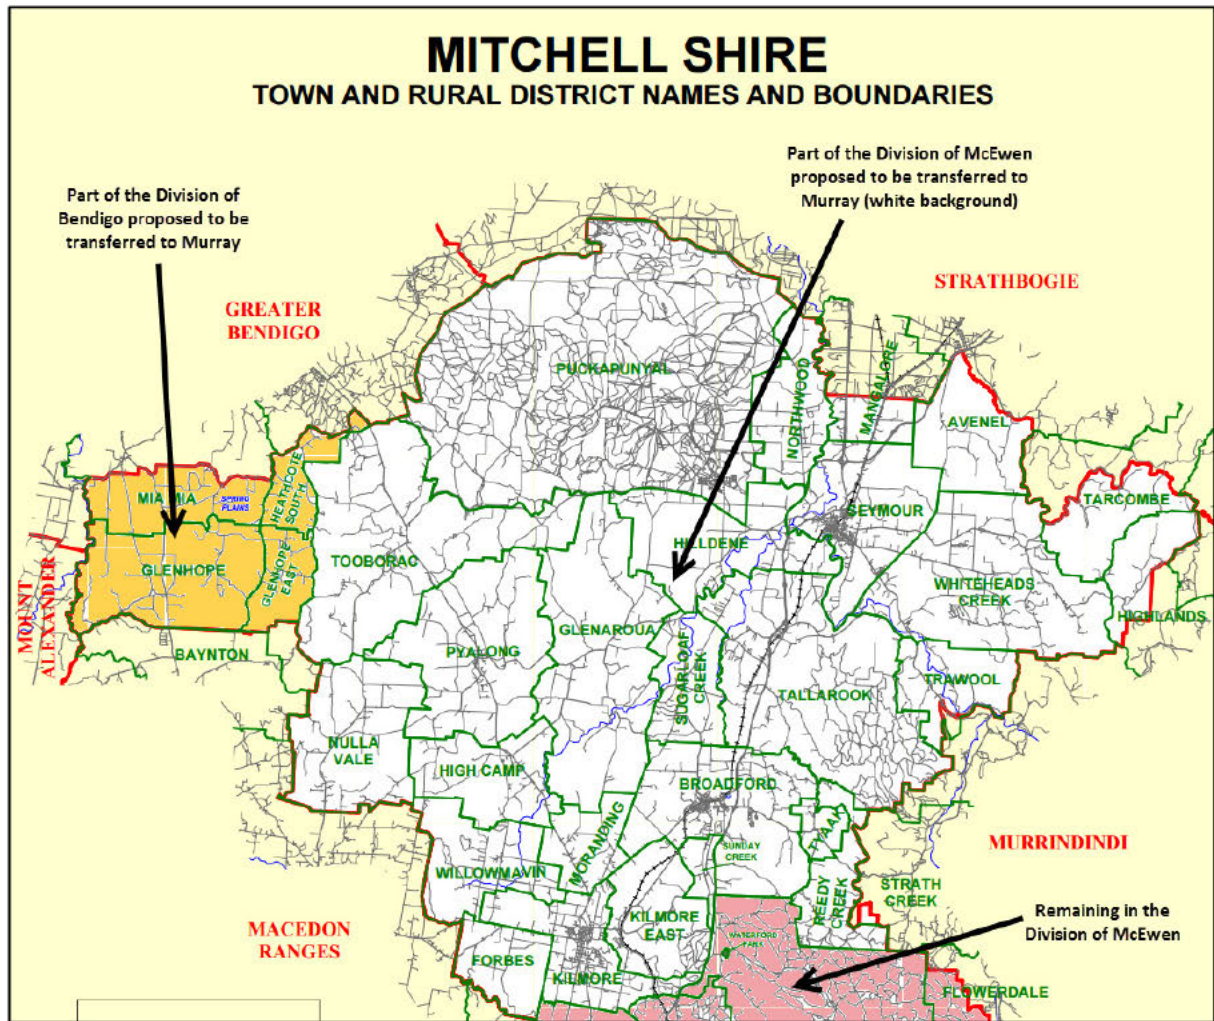 MITCHELL SHIRE
TOWN AND RURAL DISTRICT NAMES AND BOUNDARIES
Part of the Division of McEwen
proposed to be transferred to
Murray (white background)
Part of the Division of
Bendigo proposed to be
transferred to Murray
STRATHBOGIE
GREATER
BENDIGO
PUCKAPUNYAL
NORTHWOOD
MANGALORE
AVENEL
MIA MIA
SPRING
PLAINS
HEATHCOTE
SOUTH
TARCOMBE
SEYMOUR
HILLDENE
TOOBORAC
GLENHOPE
GLENHOPE
EAST
WHITEHEADS
CREEK
HIGHLANDS
MOUNT
ALEXANDER
BAYNTON
GLENAROUA
PYALONG
SUGARLOAF
CREEK
TALLAROOK
TRAWOOL
NULLA
VALE
HIGH CAMP
BROADFORD
TYAAK
MORANDING
SUNDAY
CREEK
MURRINDINDI
WILLOWMAVIN
REEDY
CREEK
STRATH
CREEK
MACEDON
RANGES
KILMORE
EAST
Remaining in the
Division of McEwen
WATERFORD
PARK
FORBES
KILMORE
FLOWERDALE